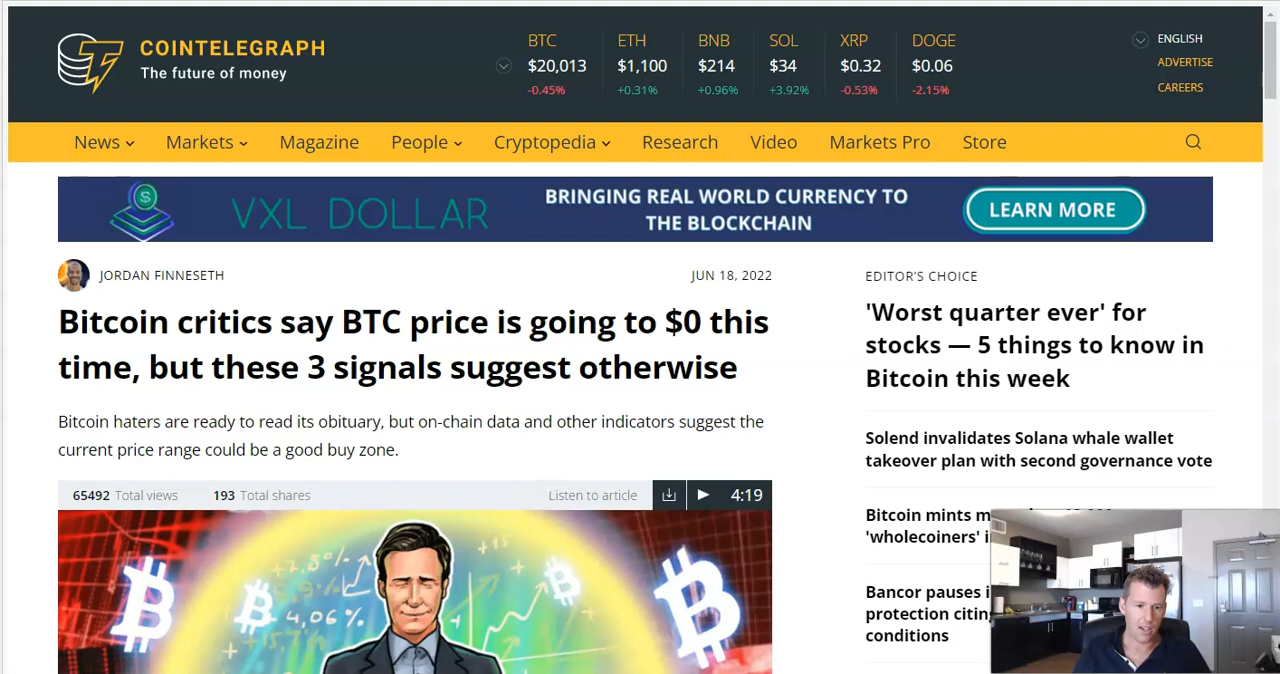 COINTELEGRAPH
The future of money
BTC ETH BNB SOL XRP DOGE
$20,013 $1,100 $214 $34 $0.32 $0.06
-0.45% +0.31% +0.96% +3.92% -0.53% -2.15%
ENGLISH
ADVERTISE
CAREERS
News Markets Magazine People Cryptopedia Research Video Markets Pro Store
VXL DOLLAR
BRINGING REAL WORLD CURRENCY TO
THE BLOCKCHAIN
LEARN MORE
JORDAN FINNESETH
JUN 18, 2022
Bitcoin critics say BTC price is going to $0 this
time, but these 3 signals suggest otherwise
Bitcoin haters are ready to read its obituary, but on-chain data and other indicators suggest the
current price range could be a good buy zone.
65492 Total views 193 Total shares Listen to article 4:19
4,06%
EDITOR'S CHOICE
'Worst quarter ever' for
stocks — 5 things to know in
Bitcoin this week
Solend invalidates Solana whale wallet
takeover plan with second governance vote
Bitcoin mints
'wholecoiners'
Bancor pauses
protection citing
conditions